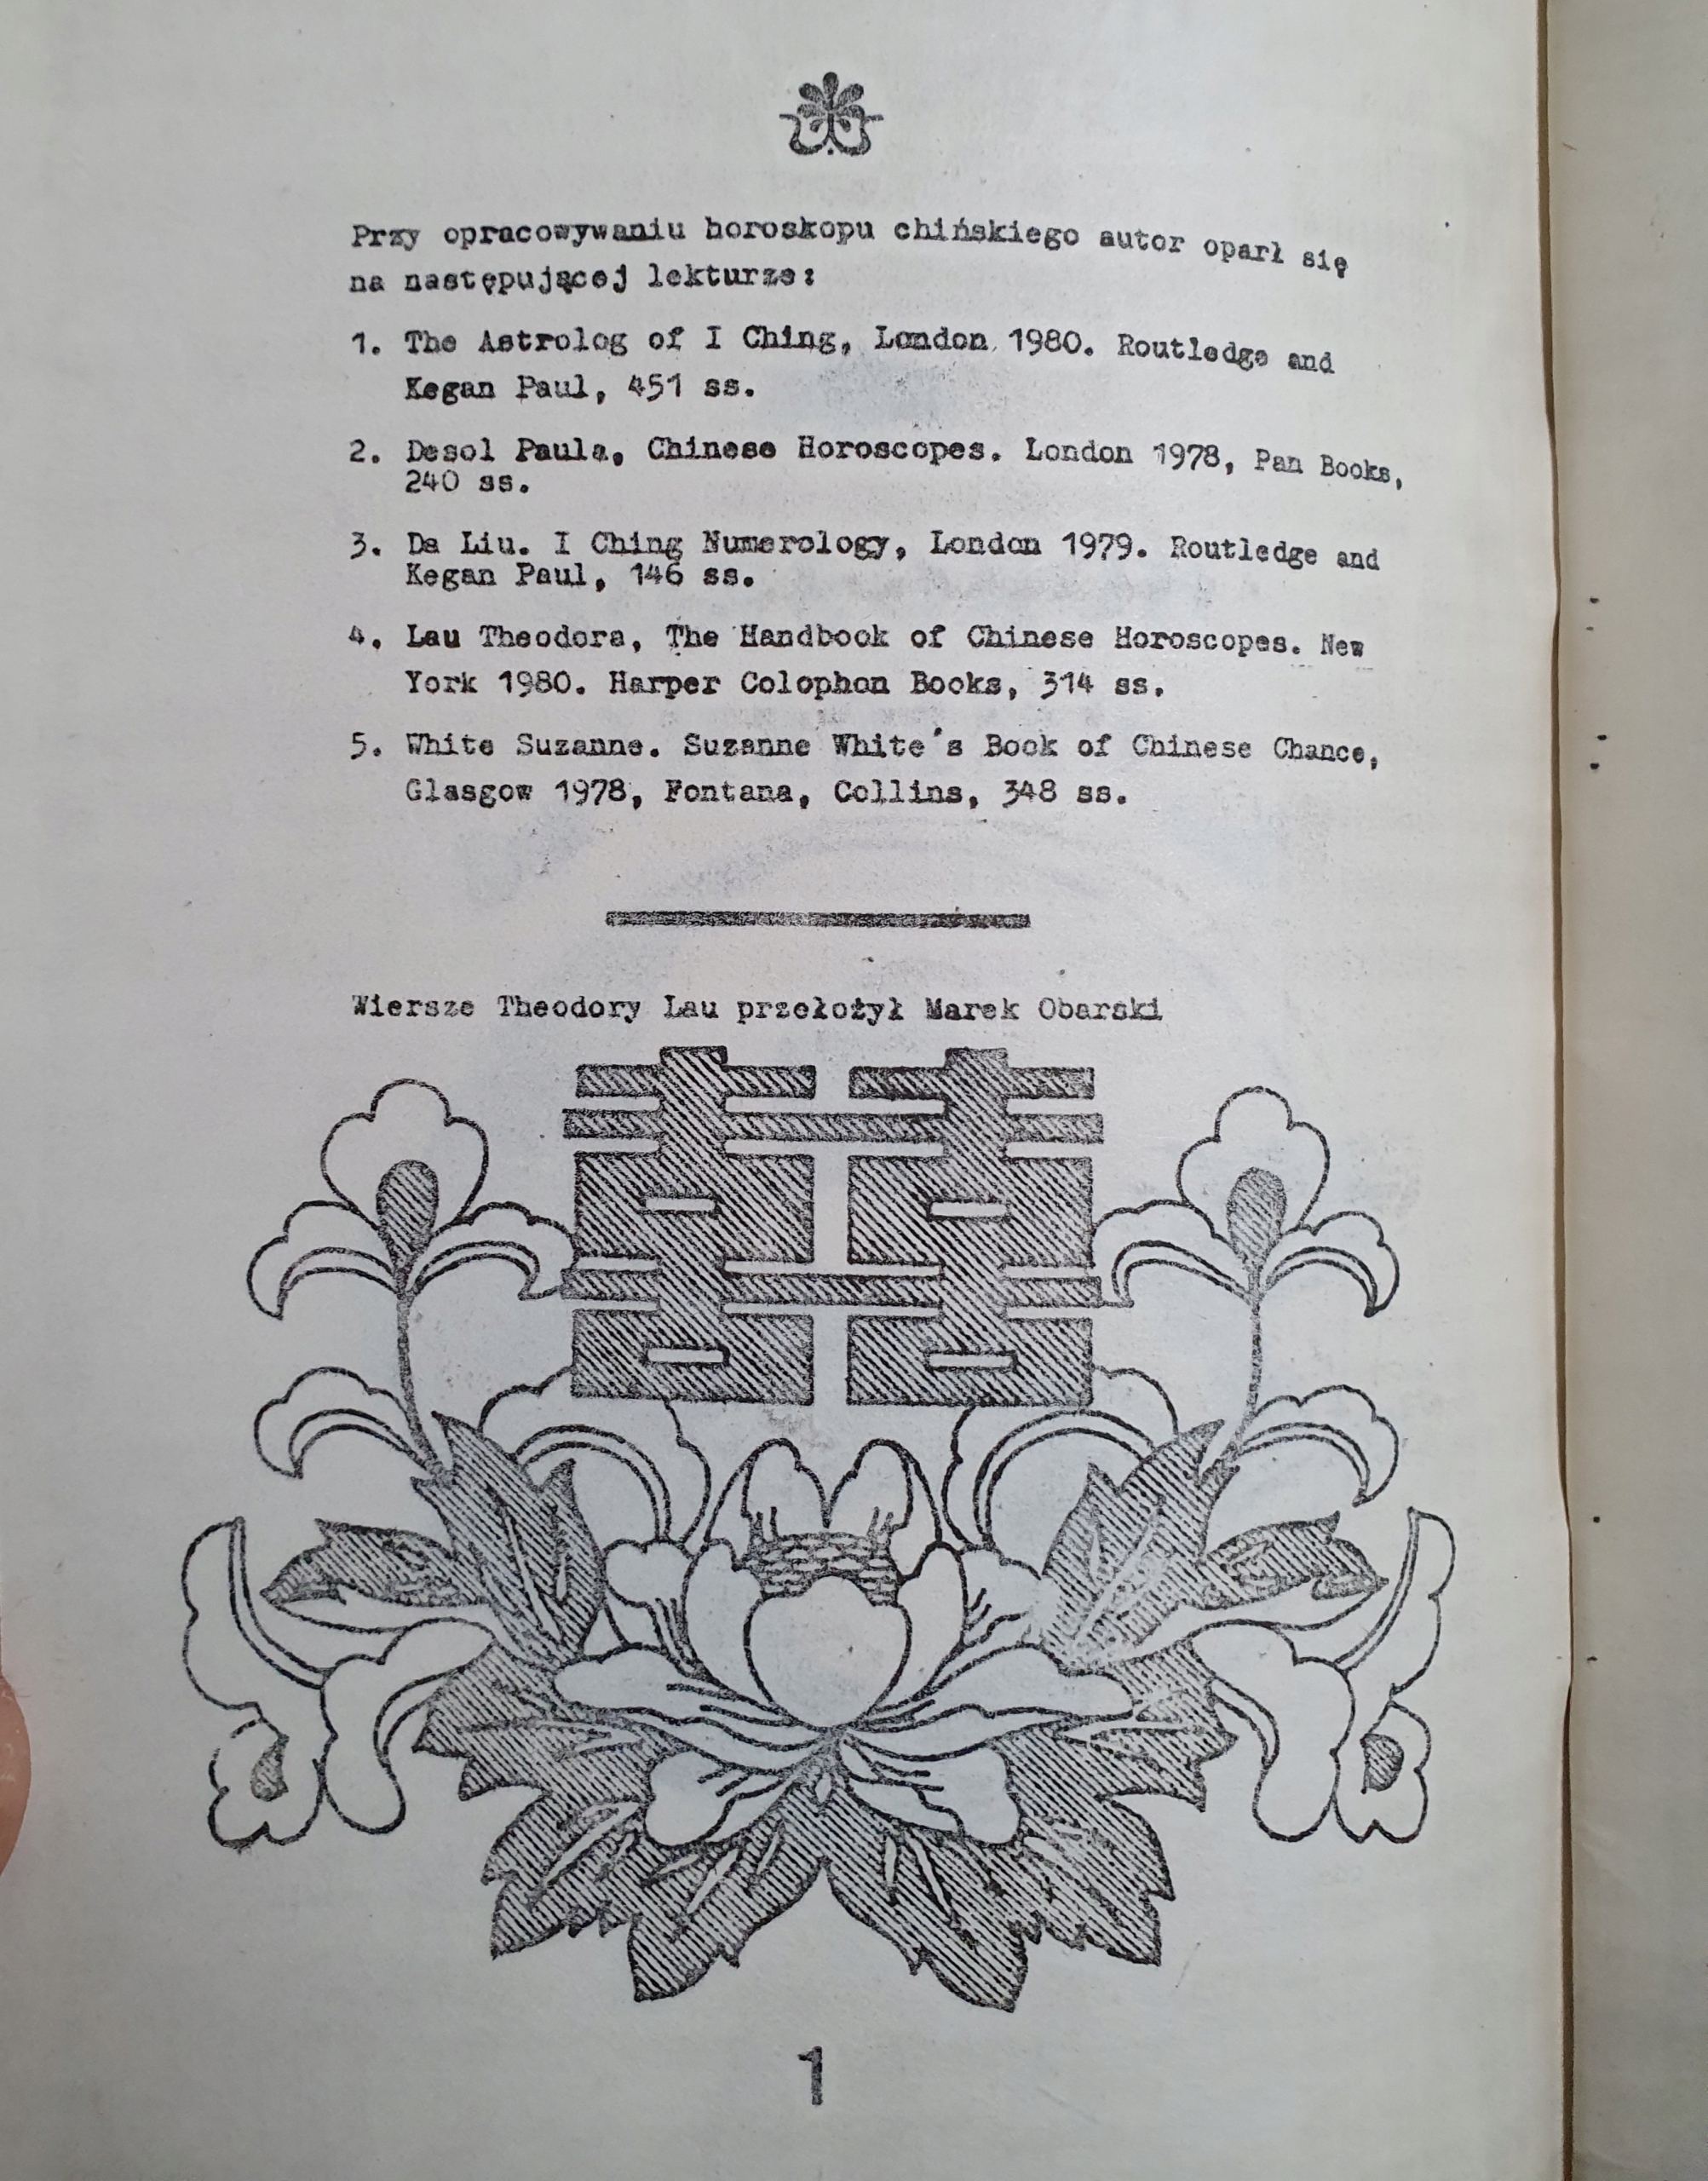 Przy opracowywaniu horoskopu chińskiego autor oparł się
na następującej lekturze:
1. The Astrolog of I Ching, London 1980. Routledge and
Kegan Paul, 451 ss.
2. Desol Paula, Chinese Horoscopes. London 1978, Pan Books,
240 ss.
3. Da Liu. I Ching Numerology, London 1979. Routledge and
Kegan Paul, 146 ss.
4. Lau Theodora, The Handbook of Chinese Horoscopes. New
York 1980. Harper Colophon Books, 314 ss.
5. White Suzanne. Suzanne White's Book of Chinese Chance,
Glasgow 1978, Fontana, Collins, 348 ss.
Wiersze Theodory Lau przełożył Marek Obarski
囍
1